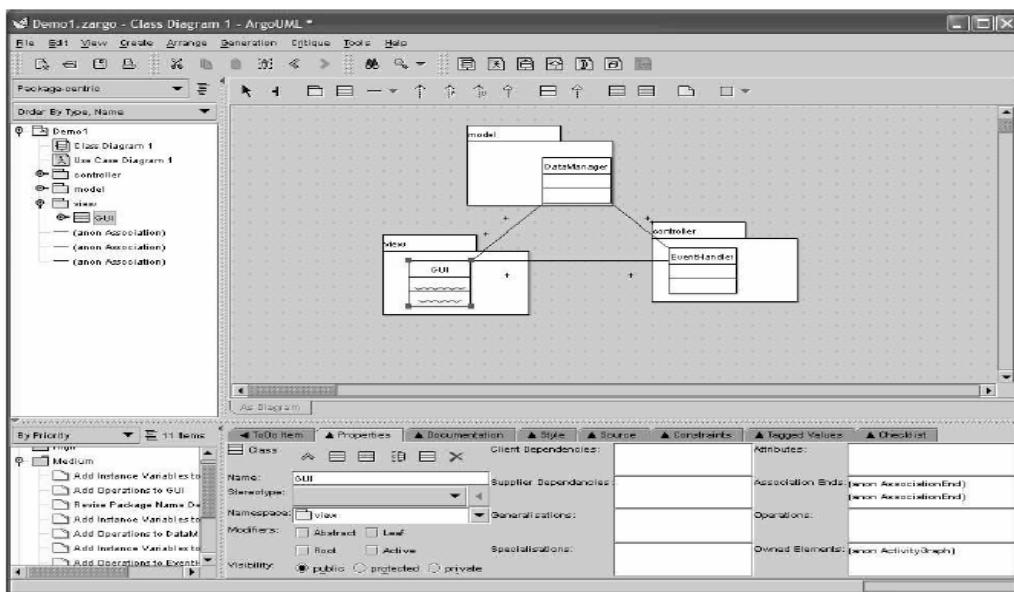 Demo1.zargo - Class Diagram 1 - ArgoUML *
File Edit View Create Arrange Generation Critique Tools Help
Package-centric
Order By Type, Name
Demo1
Class Diagram 1
Use Case Diagram 1
controller
model
view
GUI
(anon Association)
(anon Association)
(anon Association)
model
DataManager
view
GUI
controller
EventHandler
As Diagram
By Priority
11 Items
High
Medium
Add Instance Variables to
Add Operations to GUI
Revise Package Name De
Add Instance Variables to
Add Operations to DataM
Add Instance Variables to
Add Operations to EventH
ToDo Item Properties Documentation Style Source Constraints Tagged Values Checklist
Class
Name: GUI
Stereotype:
Namespace: view
Modifiers: Abstract Leaf
Root Active
Visibility: public protected private
Client Dependencies:
Supplier Dependencies:
Generalisations:
Specialisations:
Attributes:
Association Ends: (anon AssociationEnd)
(anon AssociationEnd)
Operations:
Owned Elements: (anon ActivityGraph)